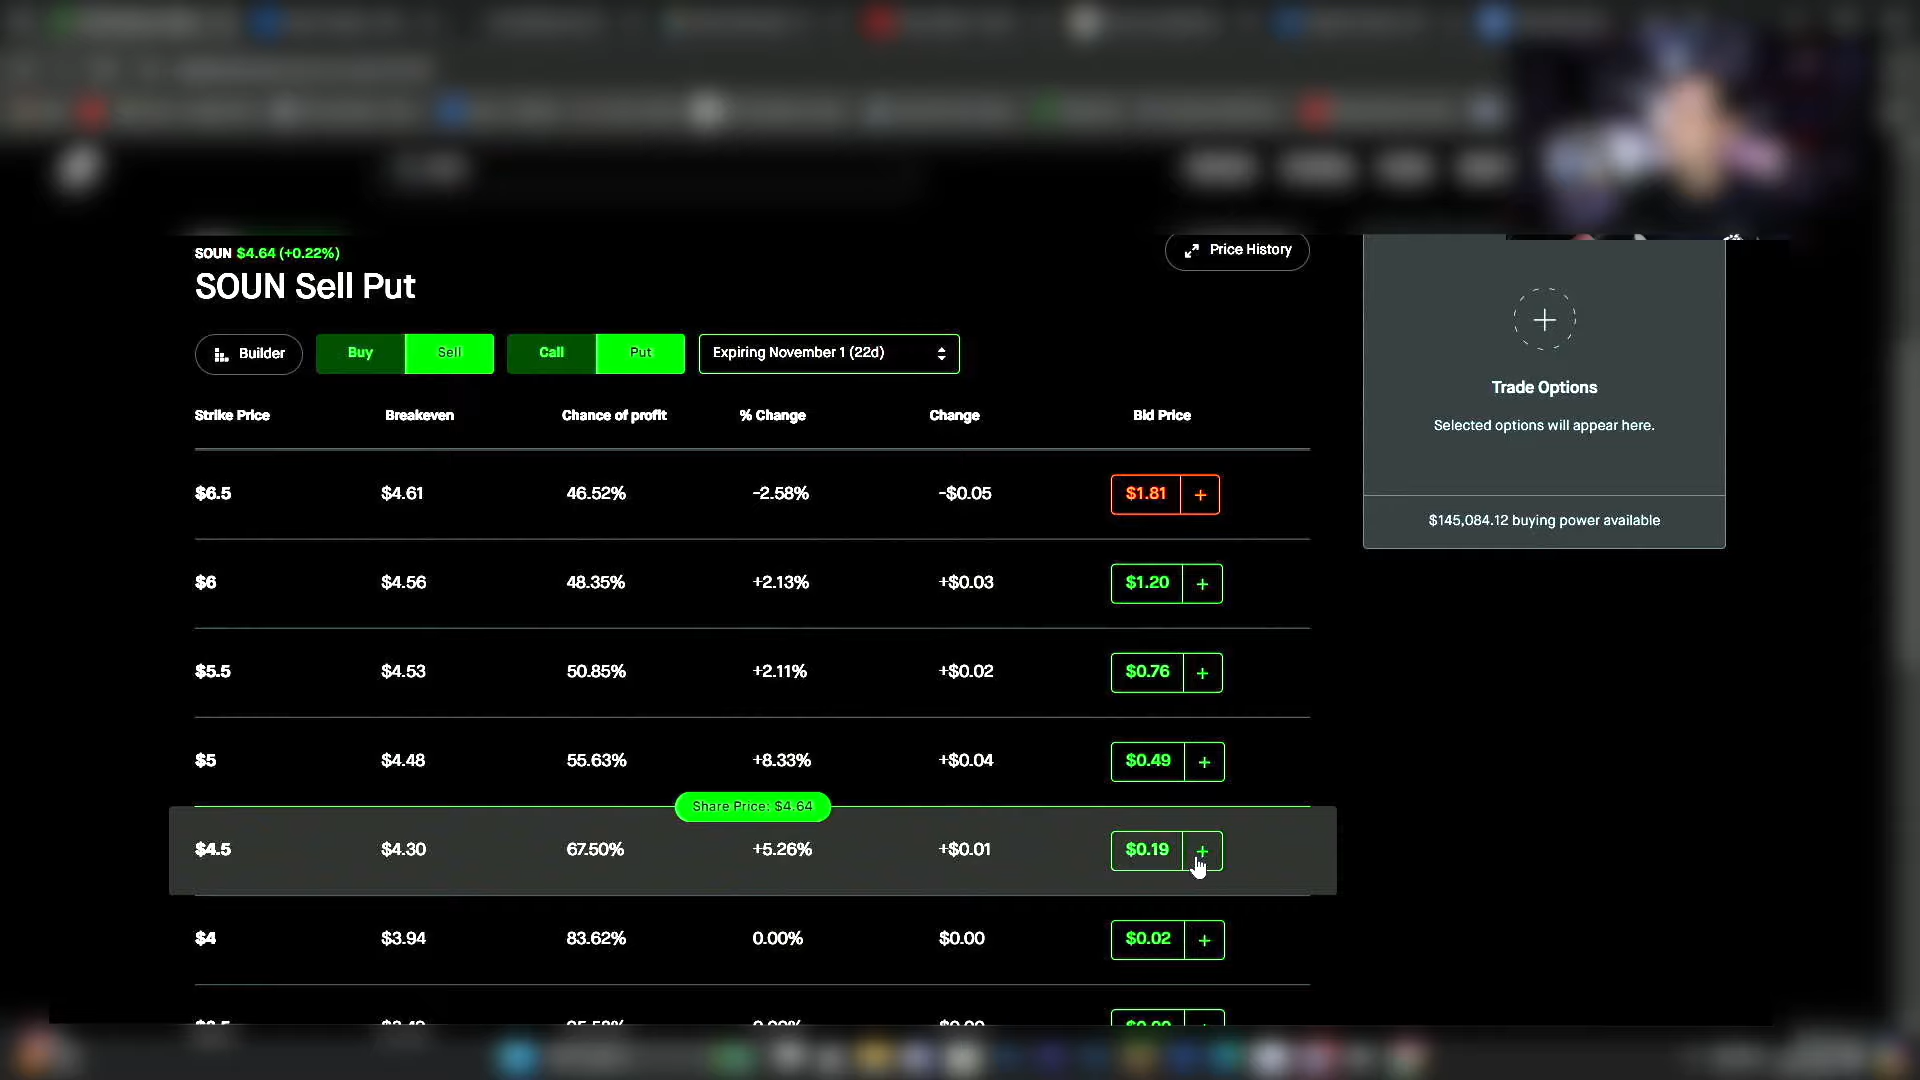 SOUN $4.64 (+0.22%)
SOUN Sell Put
Price History
Builder
Buy
Sell
Call
Put
Expiring November 1 (22d)
Strike Price Breakeven Chance of profit % Change Change Bid Price
$6.5 $4.61 46.52% -2.58% -$0.05 $1.81 +
$6 $4.56 48.35% +2.13% +$0.03 $1.20 +
$5.5 $4.53 50.85% +2.11% +$0.02 $0.76 +
$5 $4.48 55.63% +8.33% +$0.04 $0.49 +
Share Price: $4.64
$4.5 $4.30 67.50% +5.26% +$0.01 $0.19 +
$4 $3.94 83.62% 0.00% $0.00 $0.02 +
Trade Options
Selected options will appear here.
$145,084.12 buying power available